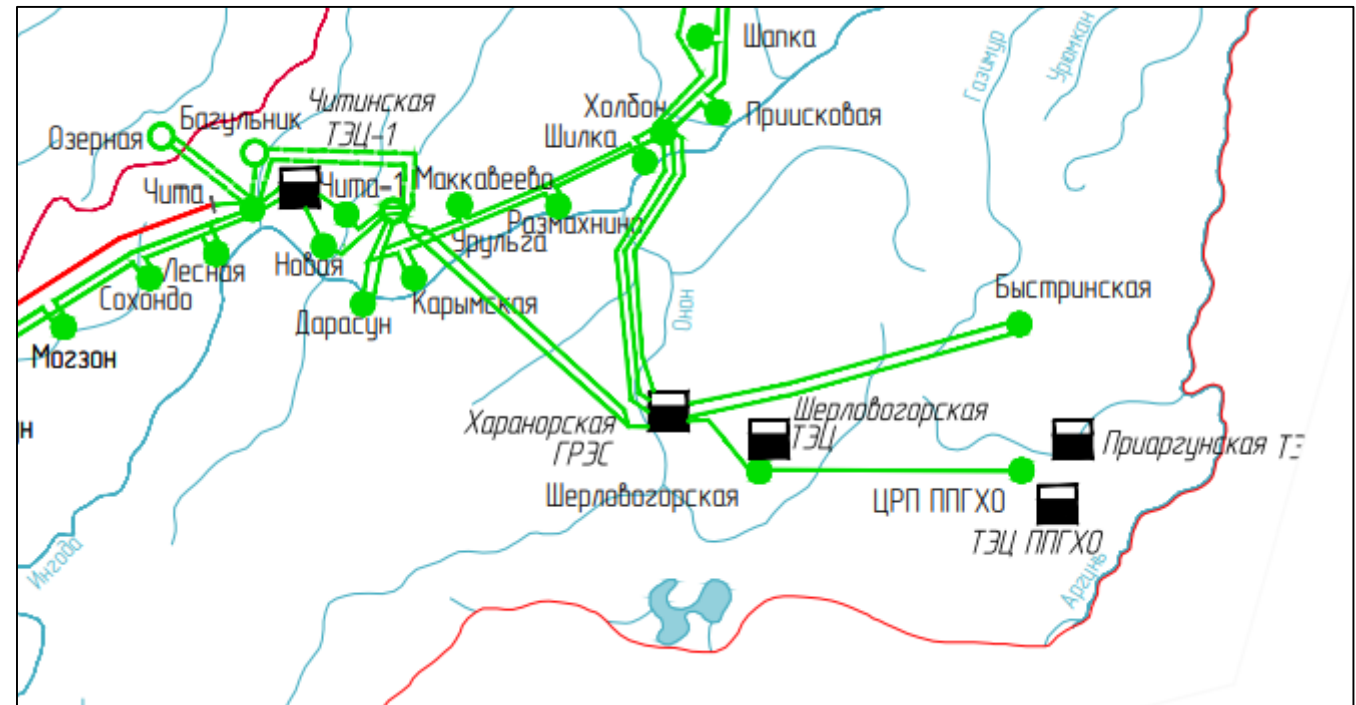 Шапка
Газимур
Урюмкан
Холбон
Приисковая
Читинская
ТЭЦ-1
Багульник
Озерная
Шилка
Чита
Чита-1
Маккавеево
Размахнино
Урульга
Лесная
Новая
Сохондо
Карымская
Дарасун
Онон
Быстринская
Могзон
Харанорская
ГРЭС
Шерловогорская
ТЭЦ
Приаргунская ТЭ
н
Шерловогорская
ЦРП ППГХО
ТЭЦ ППГХО
Ингода
Аргунь